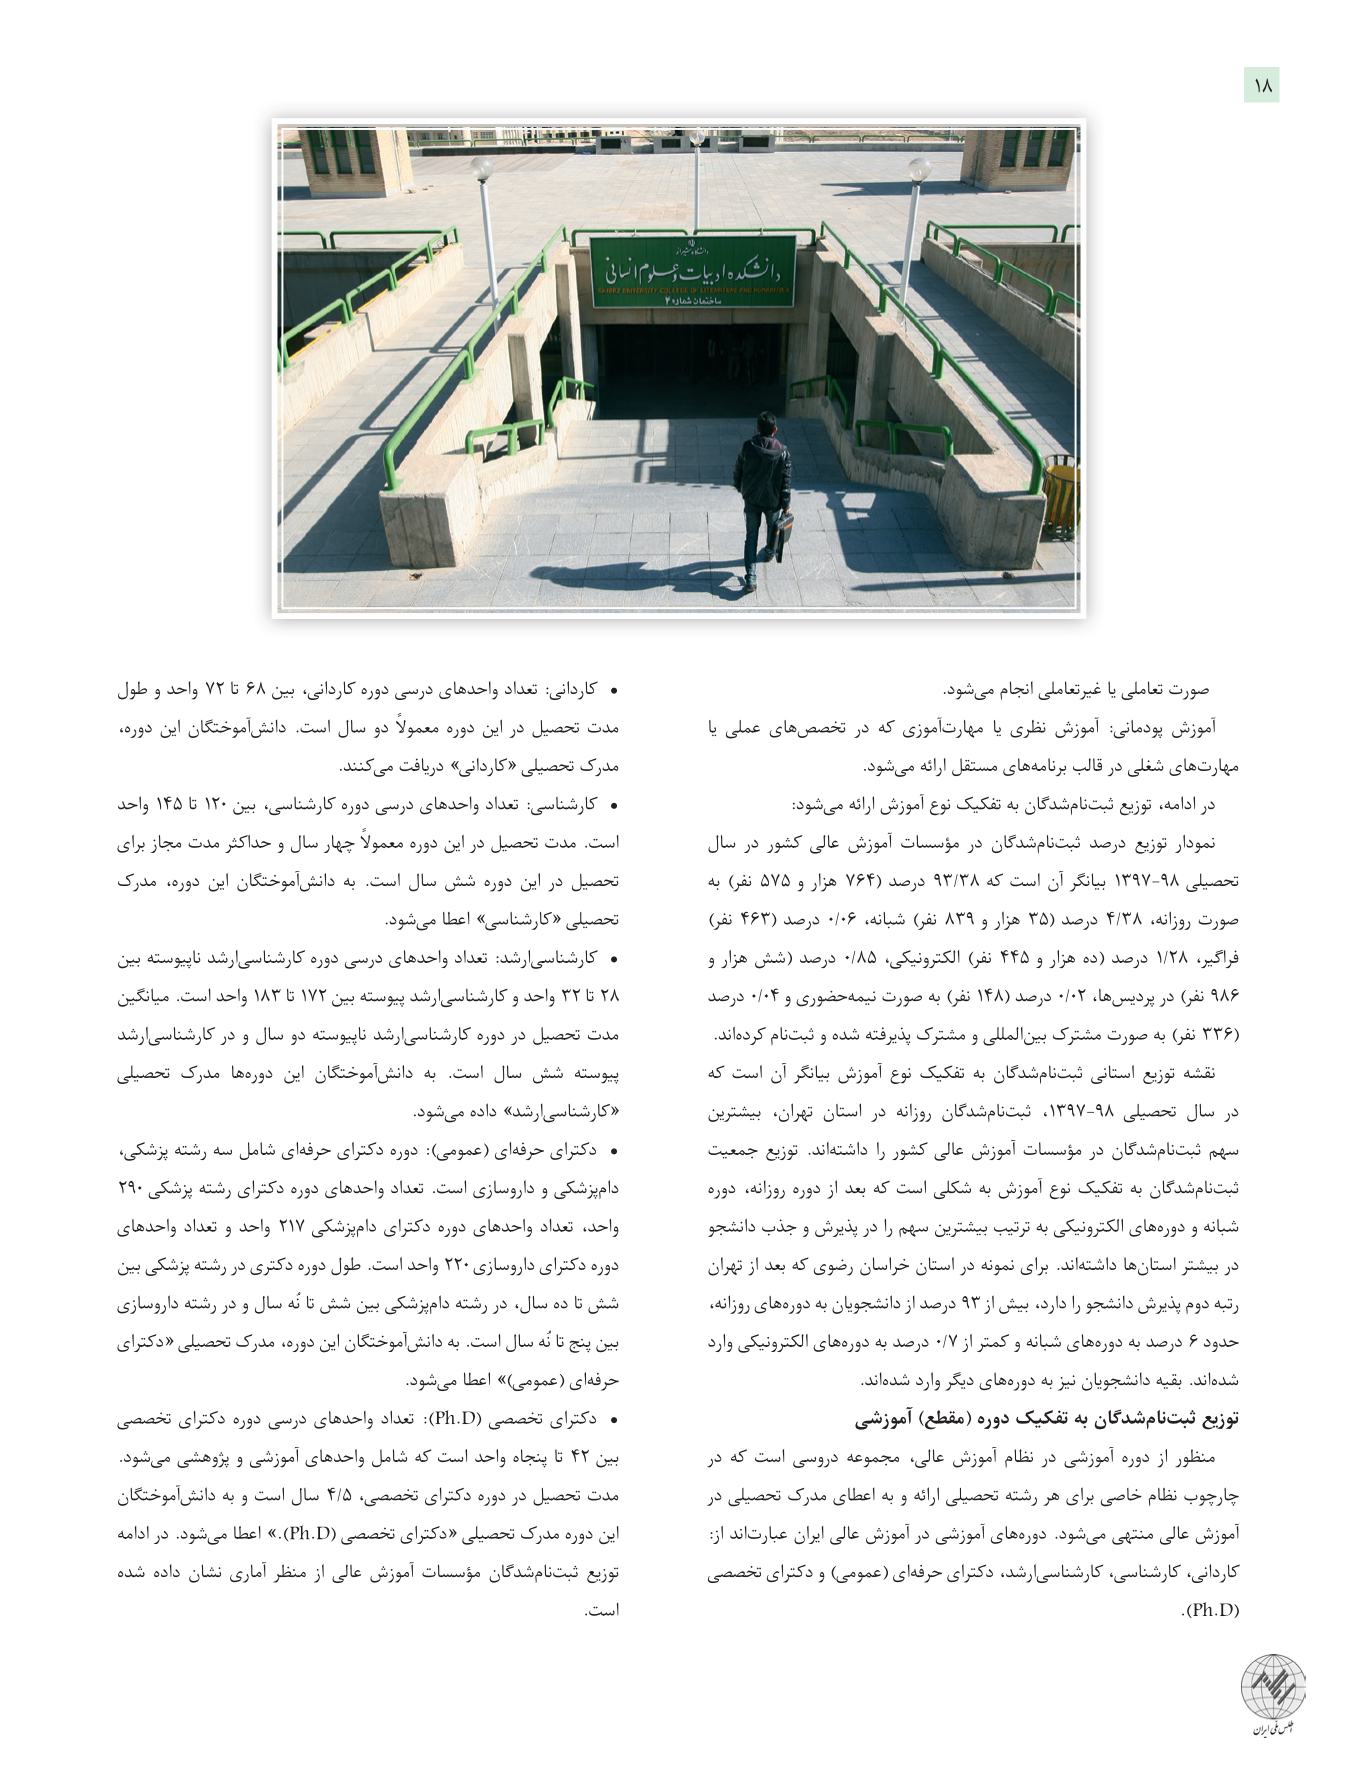 ۱۸
دانشگاه شیراز
دانشکده ادبیات و علوم انسانی
SHIRAZ UNIVERSITY COLLEGE OF LITERATURE AND HUMANITIES
ساختمان شماره ۲
صورت تعاملی یا غیرتعاملی انجام می‌شود.
آموزش پودمانی: آموزش نظری یا مهارت‌آموزی که در تخصص‌های عملی یا
مهارت‌های شغلی در قالب برنامه‌های مستقل ارائه می‌شود.
در ادامه، توزیع ثبت‌نام‌شدگان به تفکیک نوع آموزش ارائه می‌شود:
نمودار توزیع درصد ثبت‌نام‌شدگان در مؤسسات آموزش عالی کشور در سال
تحصیلی ۹۸-۱۳۹۷ بیانگر آن است که ۹۳/۳۸ درصد (۷۶۴ هزار و ۵۷۵ نفر) به
صورت روزانه، ۴/۳۸ درصد (۳۵ هزار و ۸۳۹ نفر) شبانه، ۰/۰۶ درصد (۴۶۳ نفر)
فراگیر، ۱/۲۸ درصد (ده هزار و ۴۴۵ نفر) الکترونیکی، ۰/۸۵ درصد (شش هزار و
۹۸۶ نفر) در پردیس‌ها، ۰/۰۲ درصد (۱۴۸ نفر) به صورت نیمه‌حضوری و ۰/۰۴ درصد
(۳۳۶ نفر) به صورت مشترک بین‌المللی و مشترک پذیرفته شده و ثبت‌نام کرده‌اند.
نقشه توزیع استانی ثبت‌نام‌شدگان به تفکیک نوع آموزش بیانگر آن است که
در سال تحصیلی ۹۸-۱۳۹۷، ثبت‌نام‌شدگان روزانه در استان تهران، بیشترین
سهم ثبت‌نام‌شدگان در مؤسسات آموزش عالی کشور را داشته‌اند. توزیع جمعیت
ثبت‌نام‌شدگان به تفکیک نوع آموزش به شکلی است که بعد از دوره روزانه، دوره
شبانه و دوره‌های الکترونیکی به ترتیب بیشترین سهم را در پذیرش و جذب دانشجو
در بیشتر استان‌ها داشته‌اند. برای نمونه در استان خراسان رضوی که بعد از تهران
رتبه دوم پذیرش دانشجو را دارد، بیش از ۹۳ درصد از دانشجویان به دوره‌های روزانه،
حدود ۶ درصد به دوره‌های شبانه و کمتر از ۰/۷ درصد به دوره‌های الکترونیکی وارد
شده‌اند. بقیه دانشجویان نیز به دوره‌های دیگر وارد شده‌اند.
توزیع ثبت‌نام‌شدگان به تفکیک دوره (مقطع) آموزشی
منظور از دوره آموزشی در نظام آموزش عالی، مجموعه دروسی است که در
چارچوب نظام خاصی برای هر رشته تحصیلی ارائه و به اعطای مدرک تحصیلی در
آموزش عالی منتهی می‌شود. دوره‌های آموزشی در آموزش عالی ایران عبارت‌اند از:
کاردانی، کارشناسی، کارشناسی‌ارشد، دکترای حرفه‌ای (عمومی) و دکترای تخصصی
(Ph.D).
• کاردانی: تعداد واحدهای درسی دوره کاردانی، بین ۶۸ تا ۷۲ واحد و طول
مدت تحصیل در این دوره معمولاً دو سال است. دانش‌آموختگان این دوره،
مدرک تحصیلی «کاردانی» دریافت می‌کنند.
• کارشناسی: تعداد واحدهای درسی دوره کارشناسی، بین ۱۲۰ تا ۱۴۵ واحد
است. مدت تحصیل در این دوره معمولاً چهار سال و حداکثر مدت مجاز برای
تحصیل در این دوره شش سال است. به دانش‌آموختگان این دوره، مدرک
تحصیلی «کارشناسی» اعطا می‌شود.
• کارشناسی‌ارشد: تعداد واحدهای درسی دوره کارشناسی‌ارشد ناپیوسته بین
۲۸ تا ۳۲ واحد و کارشناسی‌ارشد پیوسته بین ۱۷۲ تا ۱۸۳ واحد است. میانگین
مدت تحصیل در دوره کارشناسی‌ارشد ناپیوسته دو سال و در کارشناسی‌ارشد
پیوسته شش سال است. به دانش‌آموختگان این دوره‌ها مدرک تحصیلی
«کارشناسی‌ارشد» داده می‌شود.
• دکترای حرفه‌ای (عمومی): دوره دکترای حرفه‌ای شامل سه رشته پزشکی،
دام‌پزشکی و داروسازی است. تعداد واحدهای دوره دکترای رشته پزشکی ۲۹۰
واحد، تعداد واحدهای دوره دکترای دام‌پزشکی ۲۱۷ واحد و تعداد واحدهای
دوره دکترای داروسازی ۲۲۰ واحد است. طول دوره دکتری در رشته پزشکی بین
شش تا ده سال، در رشته دام‌پزشکی بین شش تا نُه سال و در رشته داروسازی
بین پنج تا نُه سال است. به دانش‌آموختگان این دوره، مدرک تحصیلی «دکترای
حرفه‌ای (عمومی)» اعطا می‌شود.
• دکترای تخصصی (Ph.D): تعداد واحدهای درسی دوره دکترای تخصصی
بین ۴۲ تا پنجاه واحد است که شامل واحدهای آموزشی و پژوهشی می‌شود.
مدت تحصیل در دوره دکترای تخصصی، ۴/۵ سال است و به دانش‌آموختگان
این دوره مدرک تحصیلی «دکترای تخصصی (Ph.D).» اعطا می‌شود. در ادامه
توزیع ثبت‌نام‌شدگان مؤسسات آموزش عالی از منظر آماری نشان داده شده
است.
اطلس ملی ایران